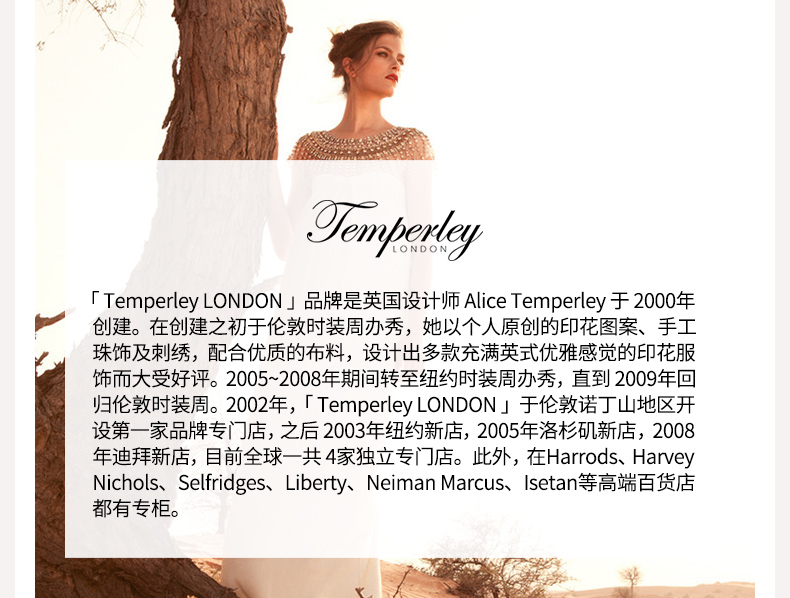 Temperley
LONDON
「 Temperley LONDON 」品牌是英国设计师 Alice Temperley 于 2000年
创建。在创建之初于伦敦时装周办秀，她以个人原创的印花图案、手工
珠饰及刺绣，配合优质的布料，设计出多款充满英式优雅感觉的印花服
饰而大受好评。2005~2008年期间转至纽约时装周办秀，直到 2009年回
归伦敦时装周。2002年，「 Temperley LONDON 」于伦敦诺丁山地区开
设第一家品牌专门店，之后 2003年纽约新店，2005年洛杉矶新店，2008
年迪拜新店，目前全球一共 4家独立专门店。此外，在Harrods、Harvey
Nichols、Selfridges、Liberty、Neiman Marcus、Isetan等高端百货店
都有专柜。